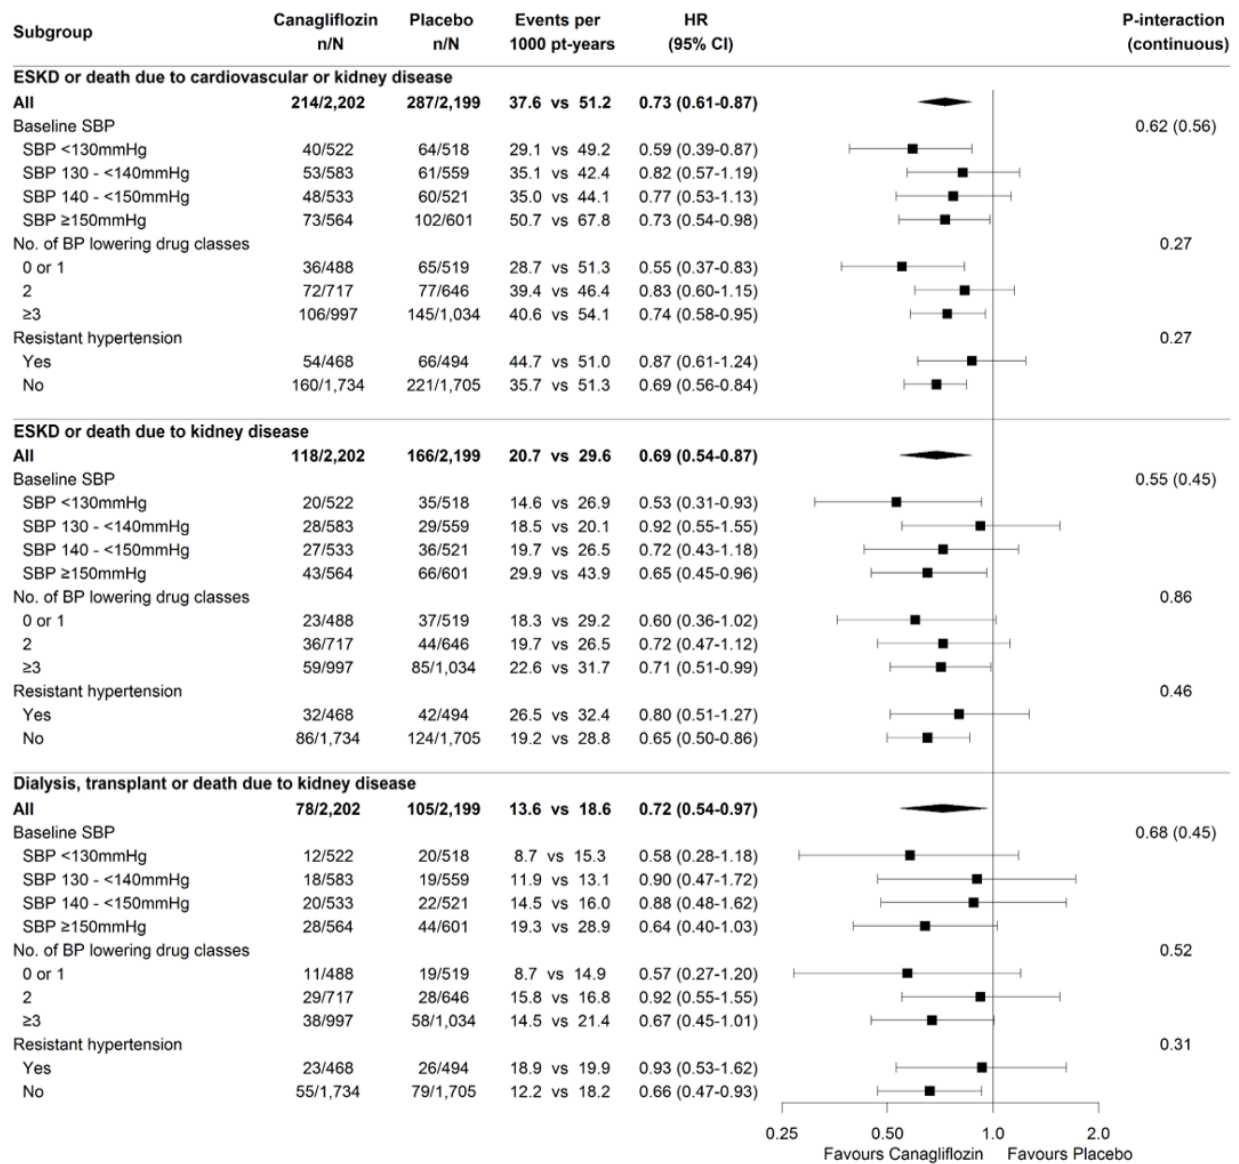 Subgroup Canagliflozin n/N Placebo n/N Events per 1000 pt-years HR (95% CI) P-interaction (continuous)
ESKD or death due to cardiovascular or kidney disease
All 214/2,202 287/2,199 37.6 vs 51.2 0.73 (0.61-0.87)
Baseline SBP 0.62 (0.56)
SBP <130mmHg 40/522 64/518 29.1 vs 49.2 0.59 (0.39-0.87)
SBP 130 - <140mmHg 53/583 61/559 35.1 vs 42.4 0.82 (0.57-1.19)
SBP 140 - <150mmHg 48/533 60/521 35.0 vs 44.1 0.77 (0.53-1.13)
SBP ≥150mmHg 73/564 102/601 50.7 vs 67.8 0.73 (0.54-0.98)
No. of BP lowering drug classes 0.27
0 or 1 36/488 65/519 28.7 vs 51.3 0.55 (0.37-0.83)
2 72/717 77/646 39.4 vs 46.4 0.83 (0.60-1.15)
≥3 106/997 145/1,034 40.6 vs 54.1 0.74 (0.58-0.95)
Resistant hypertension 0.27
Yes 54/468 66/494 44.7 vs 51.0 0.87 (0.61-1.24)
No 160/1,734 221/1,705 35.7 vs 51.3 0.69 (0.56-0.84)
ESKD or death due to kidney disease
All 118/2,202 166/2,199 20.7 vs 29.6 0.69 (0.54-0.87)
Baseline SBP 0.55 (0.45)
SBP <130mmHg 20/522 35/518 14.6 vs 26.9 0.53 (0.31-0.93)
SBP 130 - <140mmHg 28/583 29/559 18.5 vs 20.1 0.92 (0.55-1.55)
SBP 140 - <150mmHg 27/533 36/521 19.7 vs 26.5 0.72 (0.43-1.18)
SBP ≥150mmHg 43/564 66/601 29.9 vs 43.9 0.65 (0.45-0.96)
No. of BP lowering drug classes 0.86
0 or 1 23/488 37/519 18.3 vs 29.2 0.60 (0.36-1.02)
2 36/717 44/646 19.7 vs 26.5 0.72 (0.47-1.12)
≥3 59/997 85/1,034 22.6 vs 31.7 0.71 (0.51-0.99)
Resistant hypertension 0.46
Yes 32/468 42/494 26.5 vs 32.4 0.80 (0.51-1.27)
No 86/1,734 124/1,705 19.2 vs 28.8 0.65 (0.50-0.86)
Dialysis, transplant or death due to kidney disease
All 78/2,202 105/2,199 13.6 vs 18.6 0.72 (0.54-0.97)
Baseline SBP 0.68 (0.45)
SBP <130mmHg 12/522 20/518 8.7 vs 15.3 0.58 (0.28-1.18)
SBP 130 - <140mmHg 18/583 19/559 11.9 vs 13.1 0.90 (0.47-1.72)
SBP 140 - <150mmHg 20/533 22/521 14.5 vs 16.0 0.88 (0.48-1.62)
SBP ≥150mmHg 28/564 44/601 19.3 vs 28.9 0.64 (0.40-1.03)
No. of BP lowering drug classes 0.52
0 or 1 11/488 19/519 8.7 vs 14.9 0.57 (0.27-1.20)
2 29/717 28/646 15.8 vs 16.8 0.92 (0.55-1.55)
≥3 38/997 58/1,034 14.5 vs 21.4 0.67 (0.45-1.01)
Resistant hypertension 0.31
Yes 23/468 26/494 18.9 vs 19.9 0.93 (0.53-1.62)
No 55/1,734 79/1,705 12.2 vs 18.2 0.66 (0.47-0.93)
0.25 0.50 1.0 2.0
Favours Canagliflozin Favours Placebo